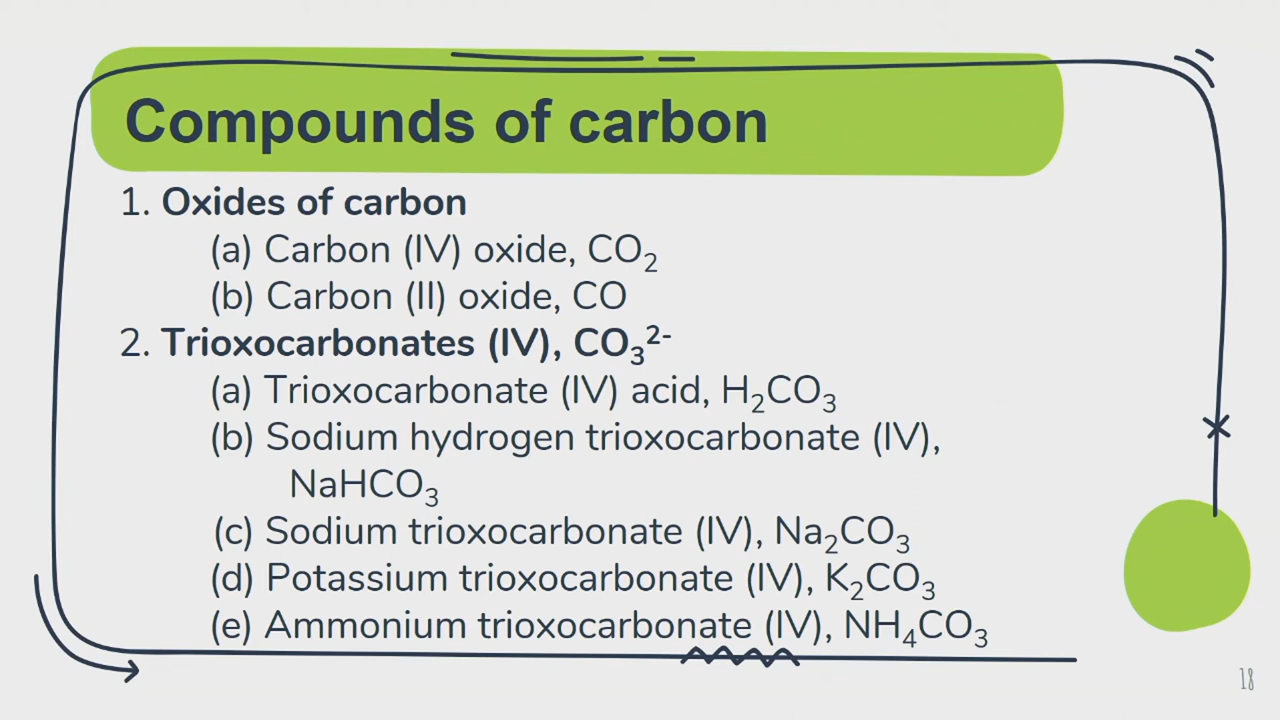 Compounds of carbon
1. Oxides of carbon
(a) Carbon (IV) oxide, CO₂
(b) Carbon (II) oxide, CO
2. Trioxocarbonates (IV), CO₃²⁻
(a) Trioxocarbonate (IV) acid, H₂CO₃
(b) Sodium hydrogen trioxocarbonate (IV),
NaHCO₃
(c) Sodium trioxocarbonate (IV), Na₂CO₃
(d) Potassium trioxocarbonate (IV), K₂CO₃
(e) Ammonium trioxocarbonate (IV), NH₄CO₃
18